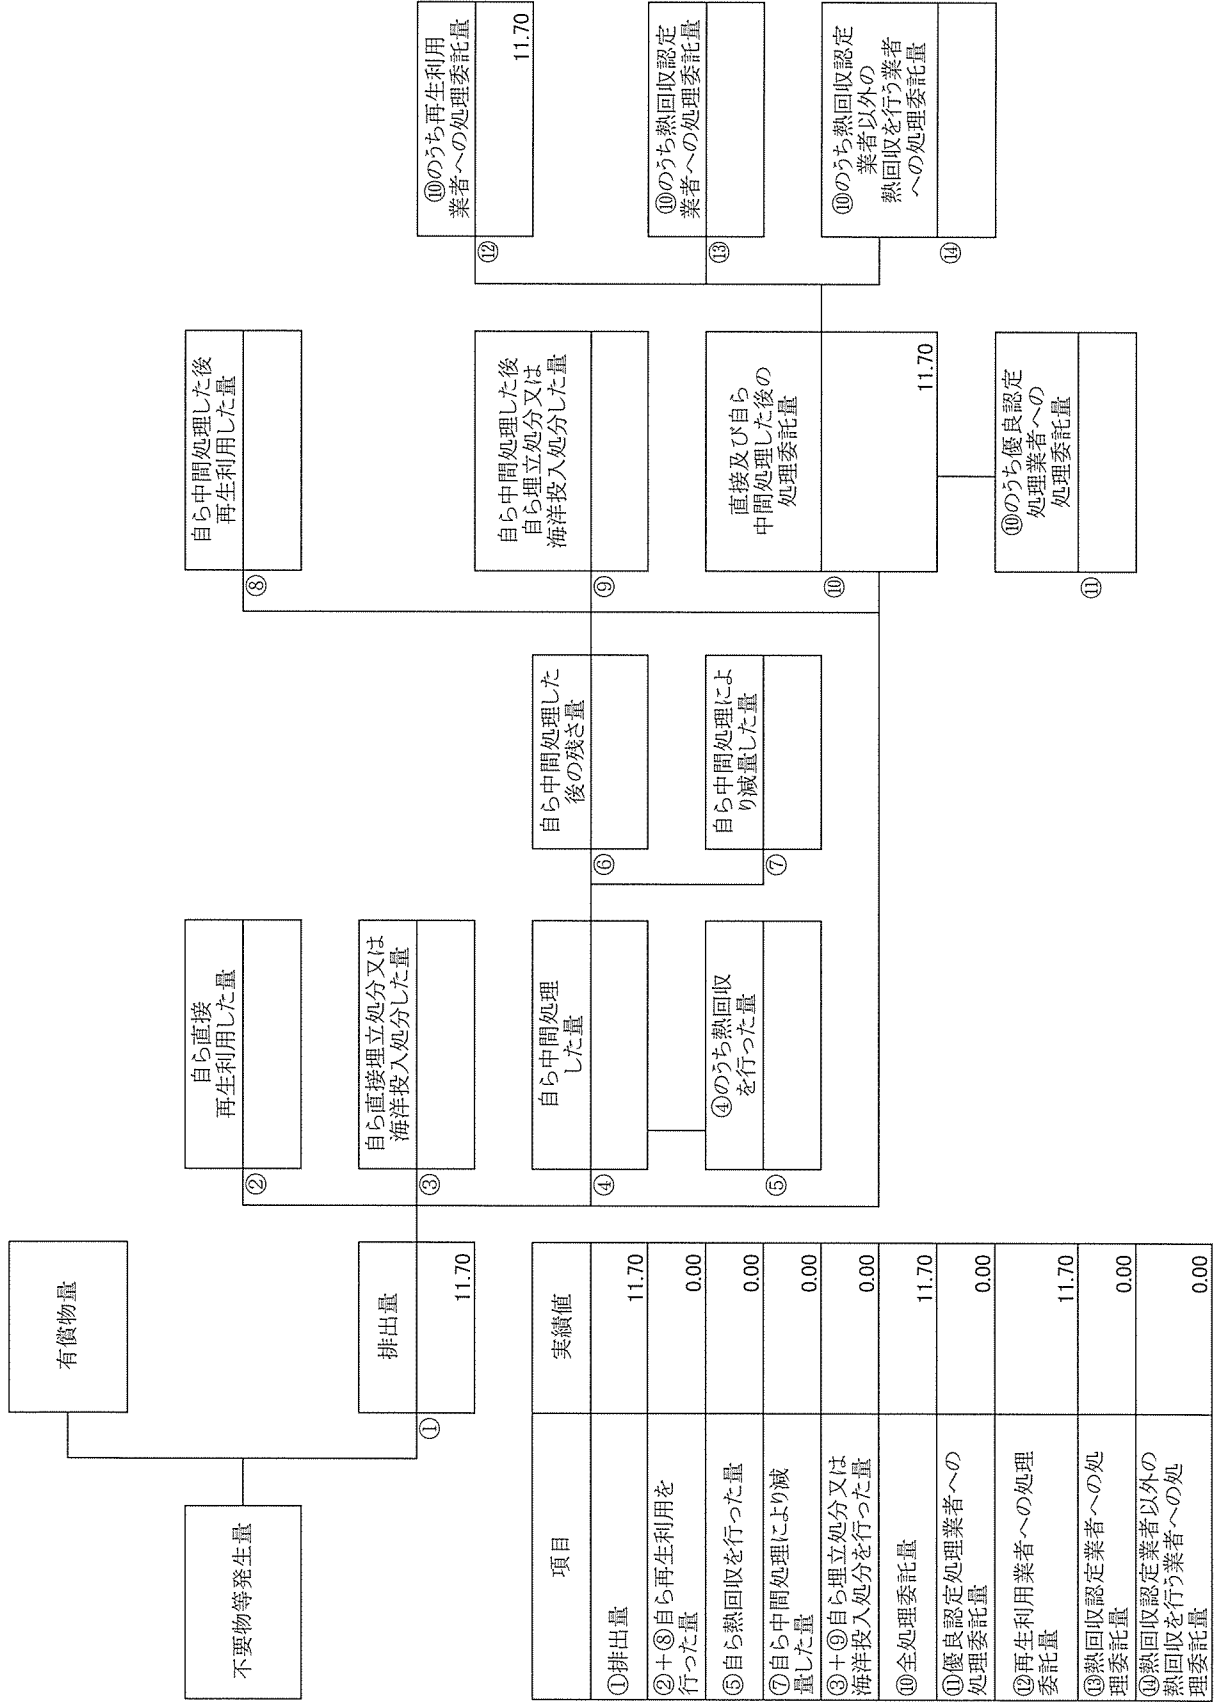 有償物量
不要物等発生量
排出量
①
11.70
自ら直接
再生利用した量
②
自ら直接埋立処分又は
海洋投入処分した量
③
自ら中間処理
した量
④
④のうち熱回収
を行った量
⑤
自ら中間処理した
後の残さ量
⑥
自ら中間処理によ
り減量した量
⑦
自ら中間処理した後
再生利用した量
⑧
自ら中間処理した後
自ら埋立処分又は
海洋投入処分した量
⑨
直接及び自ら
中間処理した後の
処理委託量
⑩
11.70
⑩のうち優良認定
処理業者への
処理委託量
⑪
⑩のうち再生利用
業者への処理委託量
⑫
11.70
⑩のうち熱回収認定
業者への処理委託量
⑬
⑩のうち熱回収認定
業者以外の
熱回収を行う業者
への処理委託量
⑭
項目 実績値
①排出量 11.70
②+⑧自ら再生利用を
行った量 0.00
⑤自ら熱回収を行った量 0.00
⑦自ら中間処理により減
量した量 0.00
③+⑨自ら埋立処分又は
海洋投入処分を行った量 0.00
⑩全処理委託量 11.70
⑪優良認定処理業者への
処理委託量 0.00
⑫再生利用業者への処理
委託量 11.70
⑬熱回収認定業者への処
理委託量 0.00
⑭熱回収認定業者以外の
熱回収を行う業者への処
理委託量 0.00